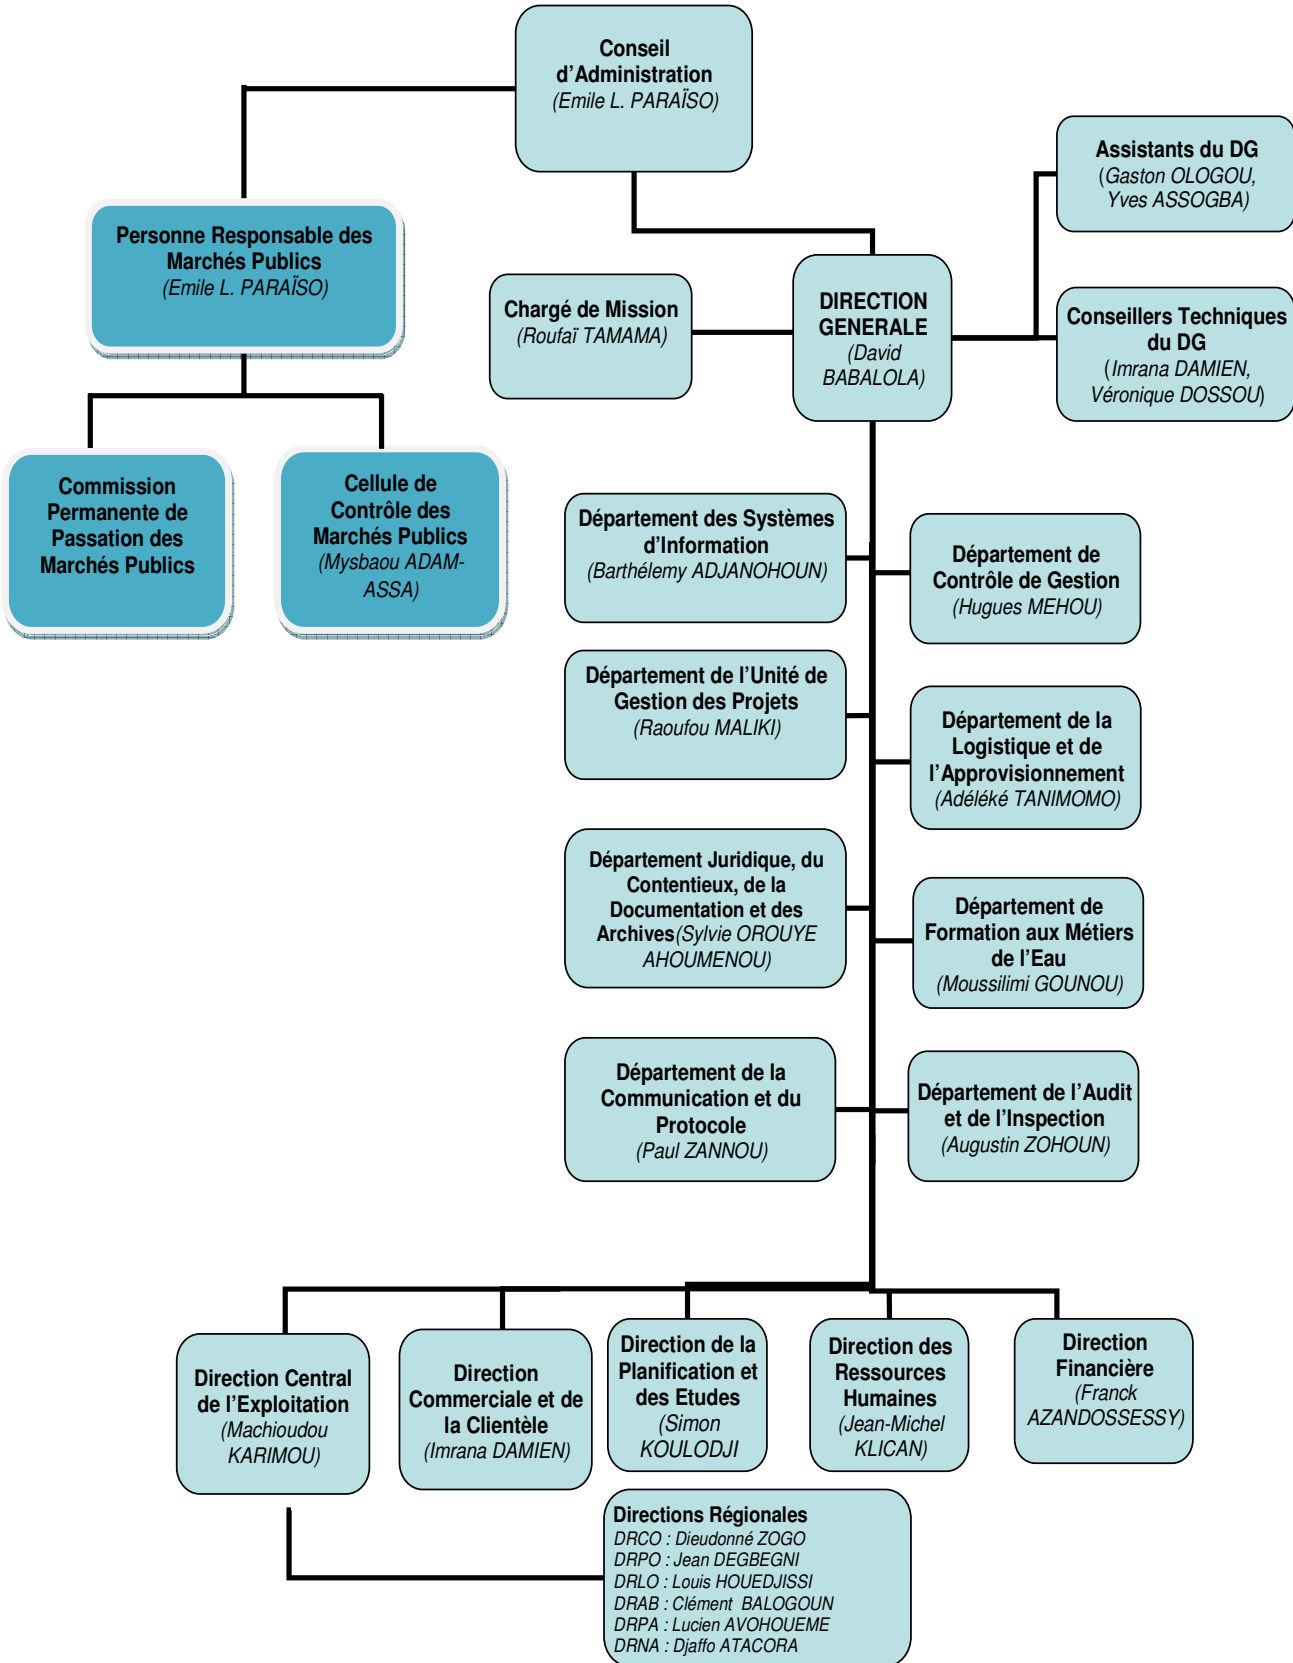 Conseil
d’Administration
(Emile L. PARAÏSO)
Assistants du DG
(Gaston OLOGOU,
Yves ASSOGBA)
Personne Responsable des
Marchés Publics
(Emile L. PARAÏSO)
Chargé de Mission
(Roufaï TAMAMA)
DIRECTION
GENERALE
(David
BABALOLA)
Conseillers Techniques
du DG
(Imrana DAMIEN,
Véronique DOSSOU)
Commission
Permanente de
Passation des
Marchés Publics
Cellule de
Contrôle des
Marchés Publics
(Mysbaou ADAM-
ASSA)
Département des Systèmes
d’Information
(Barthélemy ADJANOHOUN)
Département de
Contrôle de Gestion
(Hugues MEHOU)
Département de l’Unité de
Gestion des Projets
(Raoufou MALIKI)
Département de la
Logistique et de
l’Approvisionnement
(Adéléké TANIMOMO)
Département Juridique, du
Contentieux, de la
Documentation et des
Archives(Sylvie OROUYE
AHOUMENOU)
Département de
Formation aux Métiers
de l’Eau
(Moussilimi GOUNOU)
Département de la
Communication et du
Protocole
(Paul ZANNOU)
Département de l’Audit
et de l’Inspection
(Augustin ZOHOUN)
Direction Central
de l’Exploitation
(Machioudou
KARIMOU)
Direction
Commerciale et de
la Clientèle
(Imrana DAMIEN)
Direction de la
Planification et
des Etudes
(Simon
KOULODJI
Direction des
Ressources
Humaines
(Jean-Michel
KLICAN)
Direction
Financière
(Franck
AZANDOSSESSY)
Directions Régionales
DRCO : Dieudonné ZOGO
DRPO : Jean DEGBEGNI
DRLO : Louis HOUEDJISSI
DRAB : Clément  BALOGOUN
DRPA : Lucien AVOHOUEME
DRNA : Djaffo ATACORA